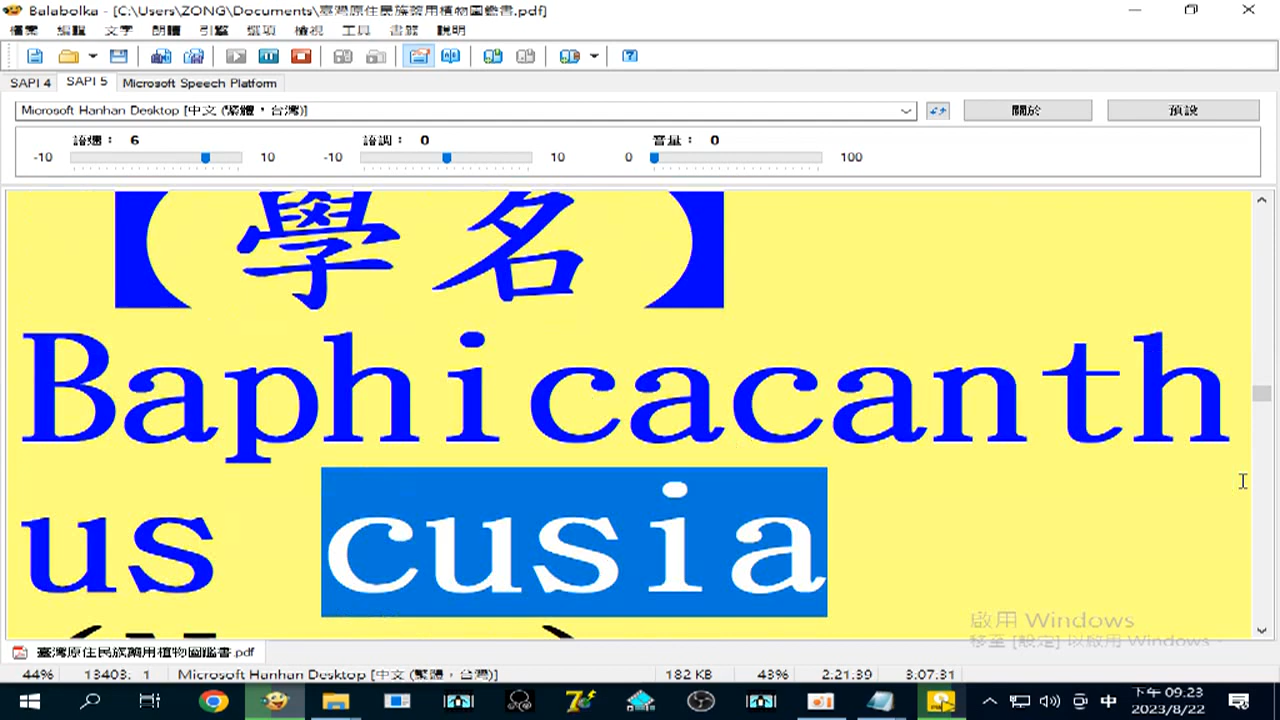 Balabolka - [C:\Users\ZONG\Documents\臺灣原住民族藥用植物圖鑑書.pdf]
檔案 編輯 文字 朗讀 引擎 選項 檢視 工具 書籤 說明
SAPI 4 SAPI 5 Microsoft Speech Platform
Microsoft Hanhan Desktop [中文 (繁體，台灣)] 關於 預設
語速： 6 語調： 0 音量： 0
-10 10 -10 10 0 100
【學名】
Baphicacanth
us cusia
啟用 Windows
移至 [設定] 以啟用 Windows。
臺灣原住民族藥用植物圖鑑書.pdf
44% 13403: 1 Microsoft Hanhan Desktop [中文 (繁體，台灣)] 182 KB 43% 2.21.39 3.07.31
中 下午 09:23
2023/8/22